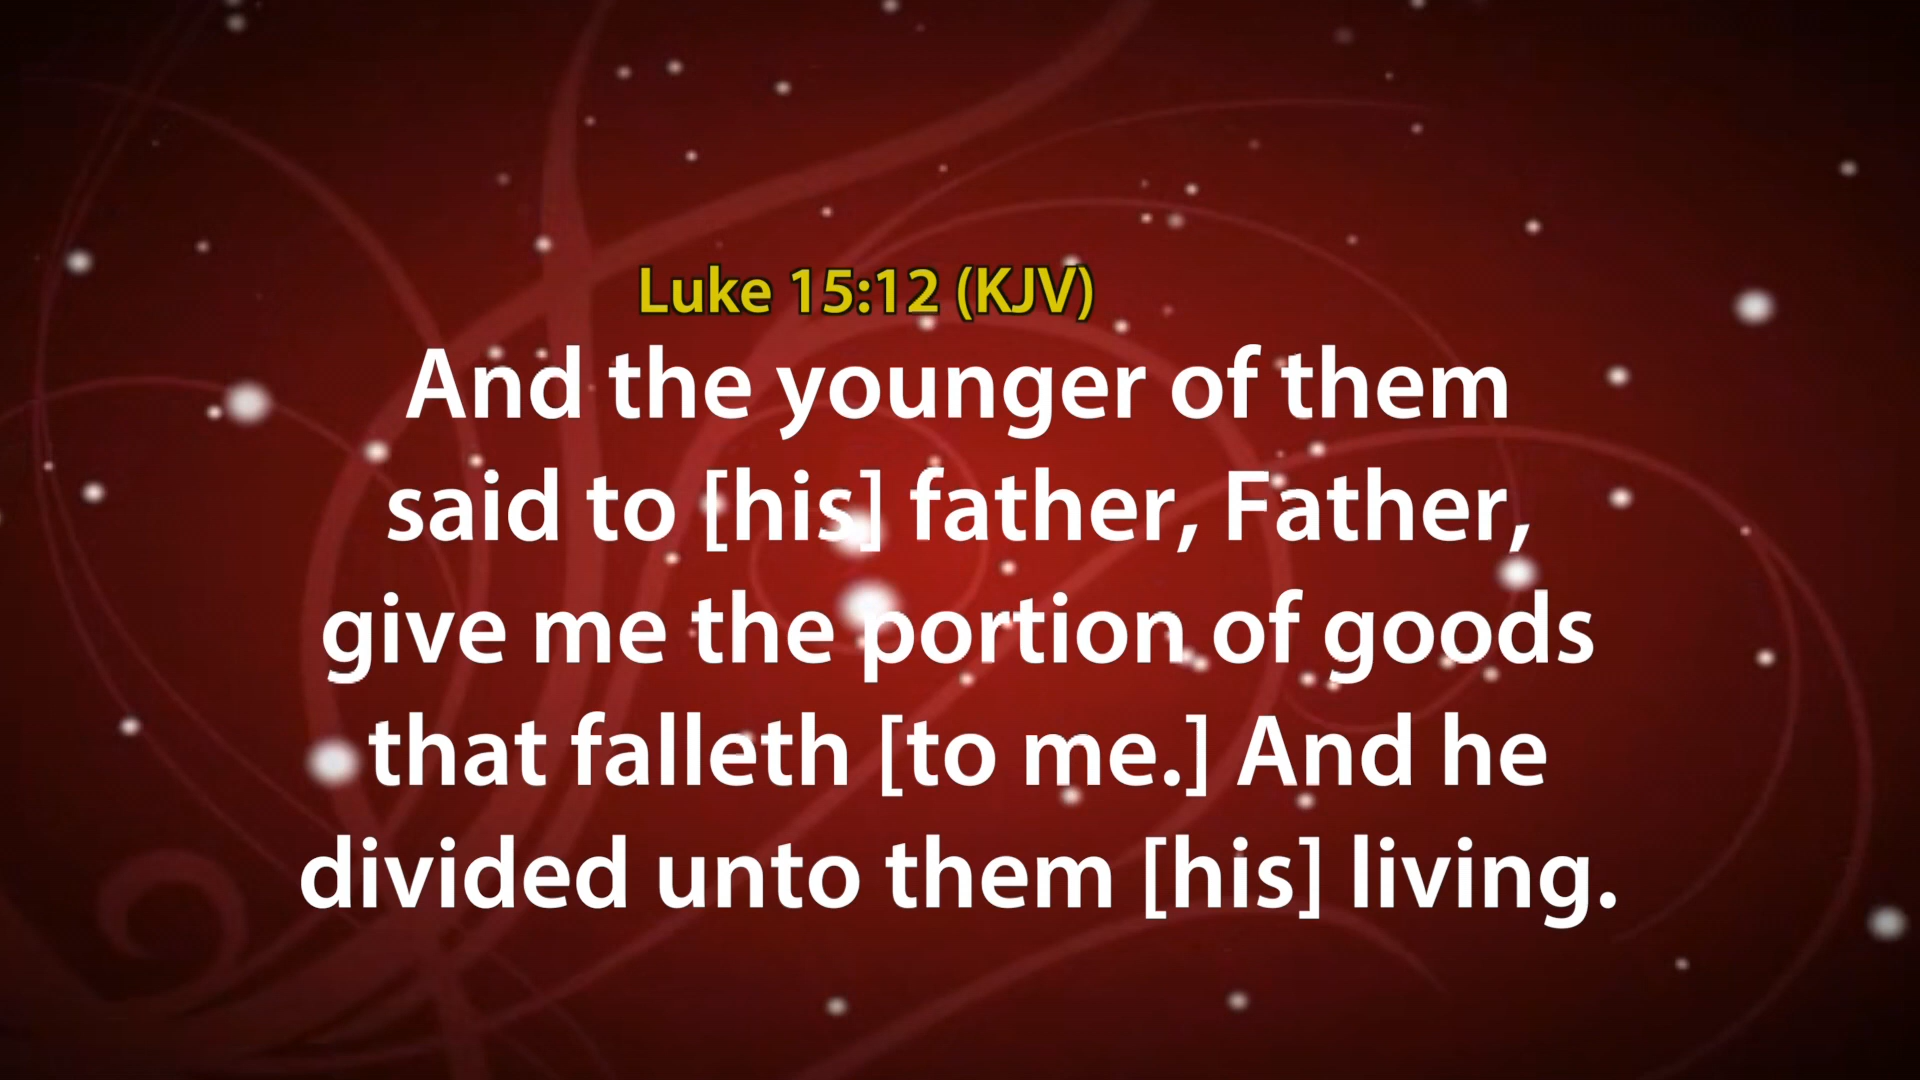 Luke 15:12 (KJV)
And the younger of them
said to [his] father, Father,
give me the portion of goods
that falleth [to me.] And he
divided unto them [his] living.